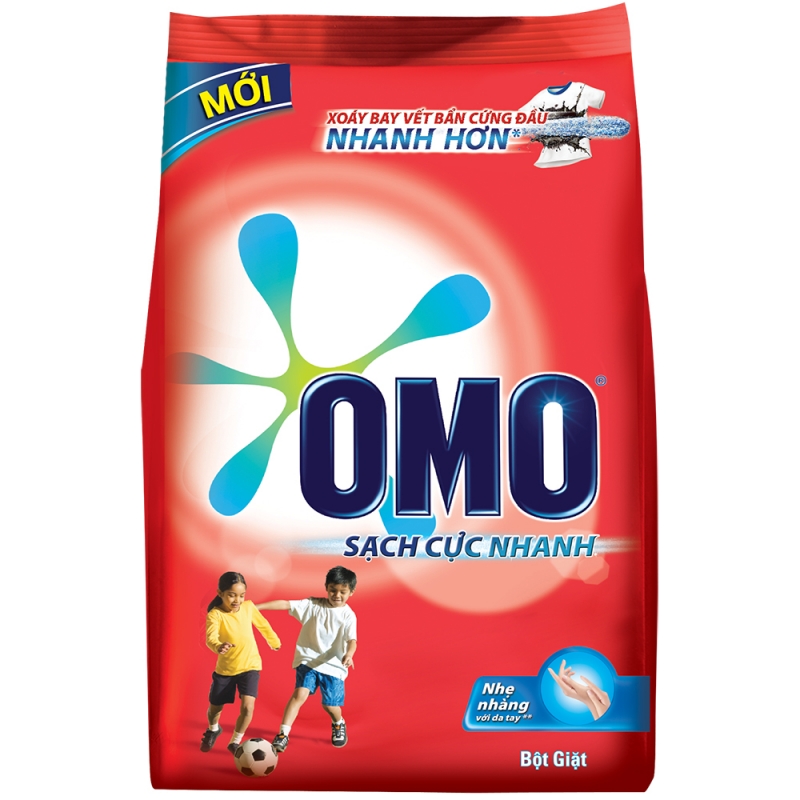 MỚI
XOÁY BAY VẾT BẨN CỨNG ĐẦU
NHANH HƠN*
OMO®
SẠCH CỰC NHANH
Nhẹ
nhàng
với da tay**
Bột Giặt